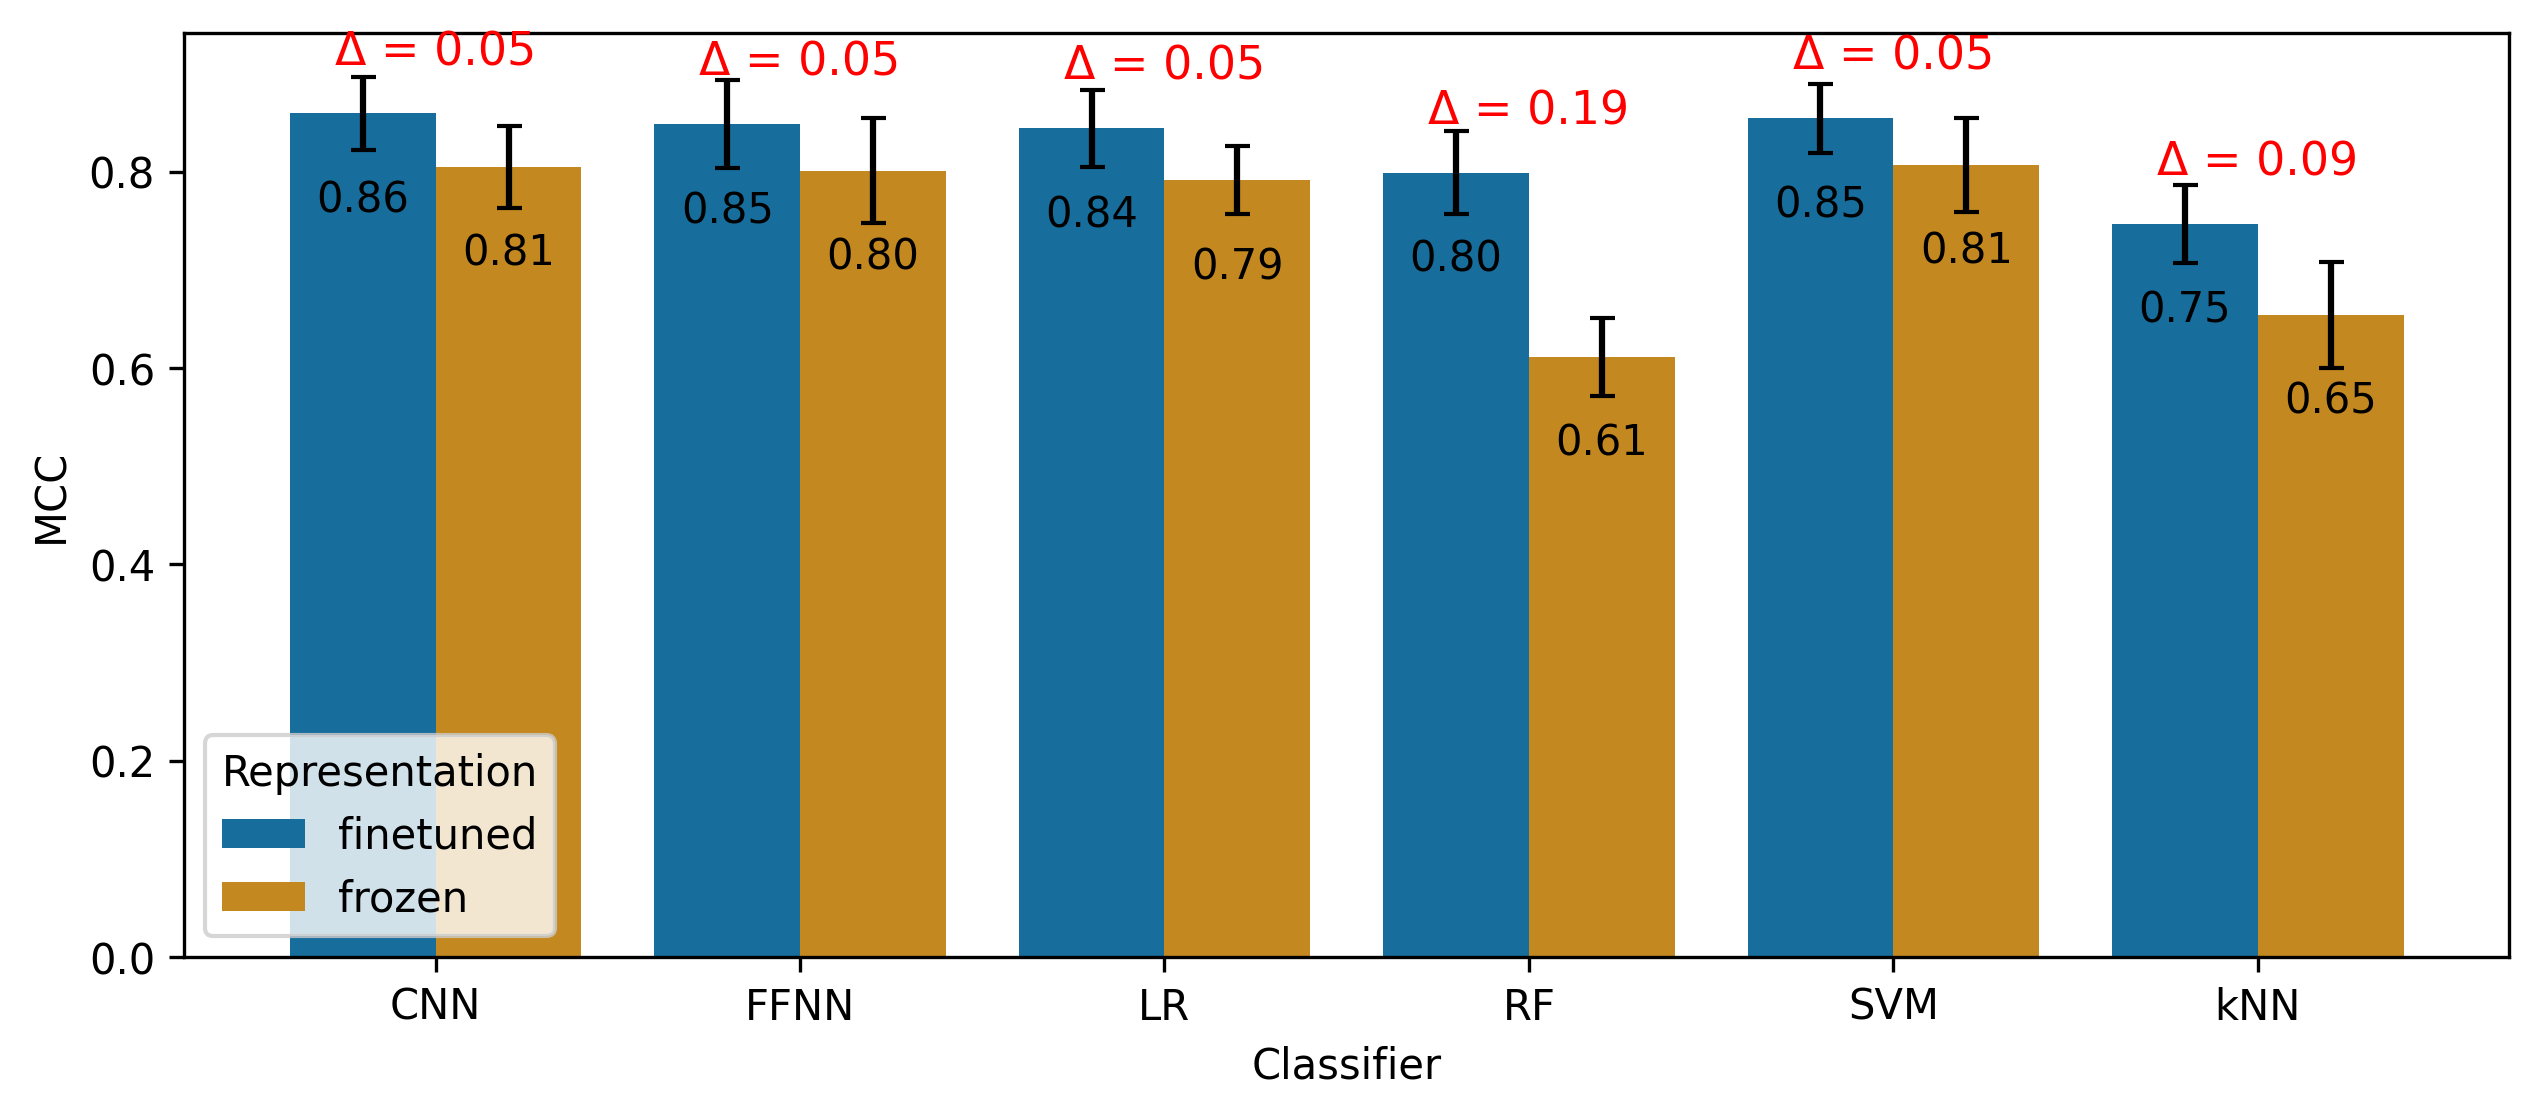 Δ = 0.05
Δ = 0.05
Δ = 0.05
Δ = 0.19
Δ = 0.05
Δ = 0.09
0.86
0.81
0.85
0.80
0.84
0.79
0.80
0.61
0.85
0.81
0.75
0.65
MCC
0.8
0.6
0.4
0.2
0.0
Representation
finetuned
frozen
CNN
FFNN
LR
RF
SVM
kNN
Classifier